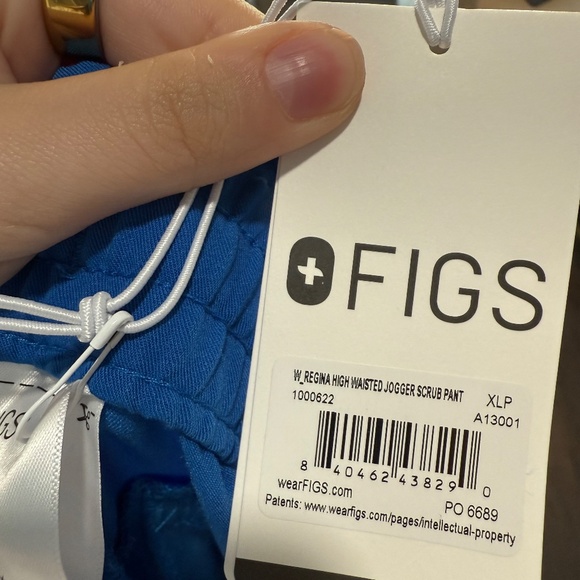 FIGS
W_REGINA HIGH WAISTED JOGGER SCRUB PANT XLP
1000622 A13001
8 40462 43829 0
wearFIGS.com PO 6689
Patents: www.wearfigs.com/pages/intellectual-property
GS